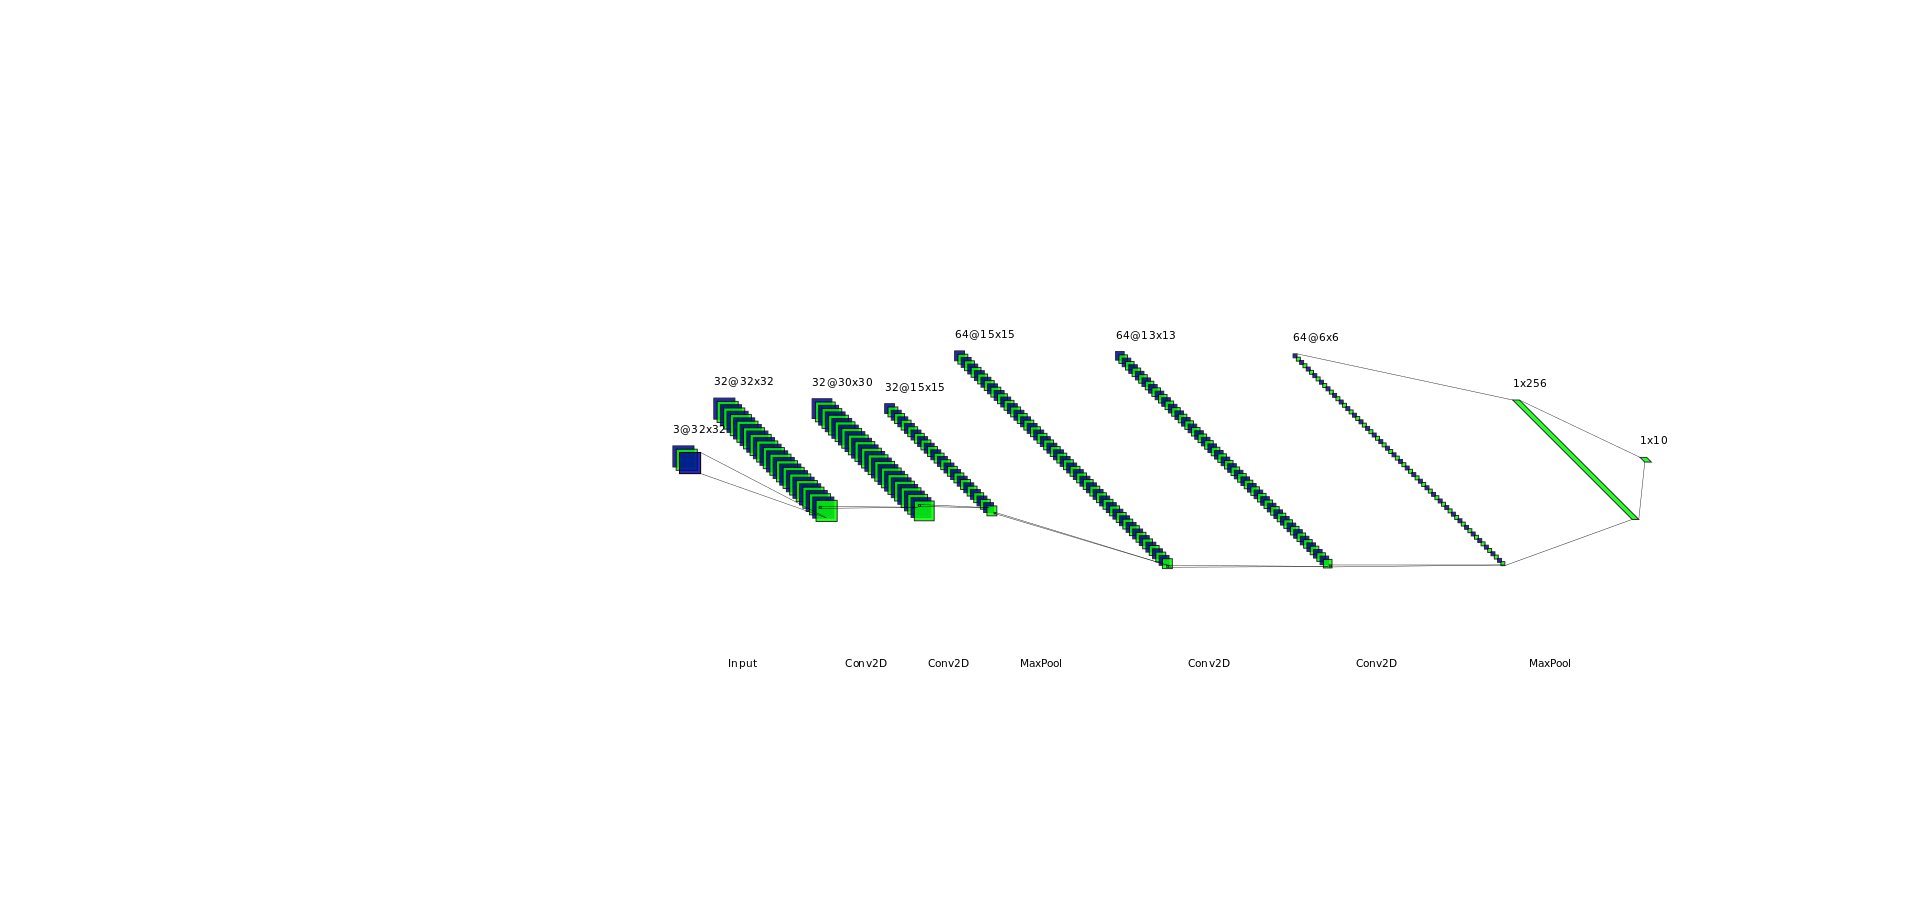 3@32x32
32@32x32
32@30x30
32@15x15
64@15x15
64@13x13
64@6x6
1x256
1x10
Input
Conv2D
Conv2D
MaxPool
Conv2D
Conv2D
MaxPool